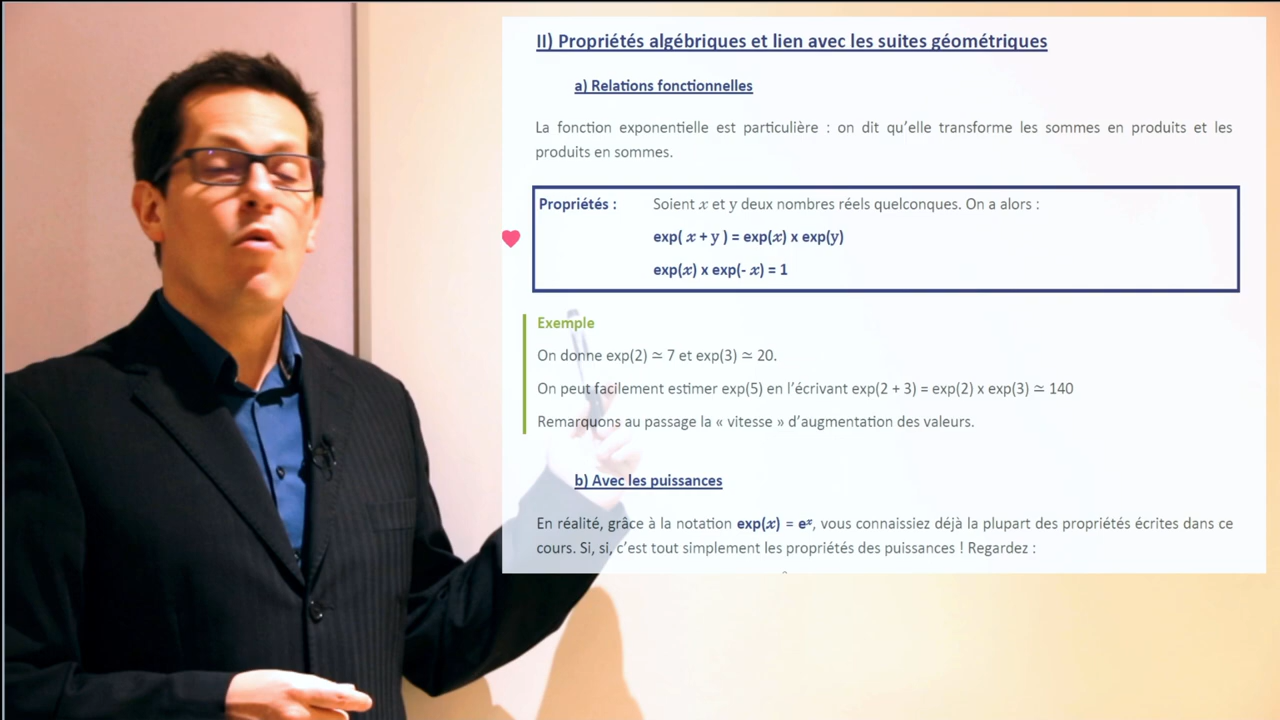 II) Propriétés algébriques et lien avec les suites géométriques
a) Relations fonctionnelles
La fonction exponentielle est particulière : on dit qu'elle transforme les sommes en produits et les
produits en sommes.
Propriétés : Soient x et y deux nombres réels quelconques. On a alors :
exp( x + y ) = exp(x) x exp(y)
exp(x) x exp(- x) = 1
Exemple
On donne exp(2) ≃ 7 et exp(3) ≃ 20.
On peut facilement estimer exp(5) en l'écrivant exp(2 + 3) = exp(2) x exp(3) ≃ 140
Remarquons au passage la « vitesse » d'augmentation des valeurs.
b) Avec les puissances
En réalité, grâce à la notation exp(x) = eˣ, vous connaissiez déjà la plupart des propriétés écrites dans ce
cours. Si, si, c'est tout simplement les propriétés des puissances ! Regardez :